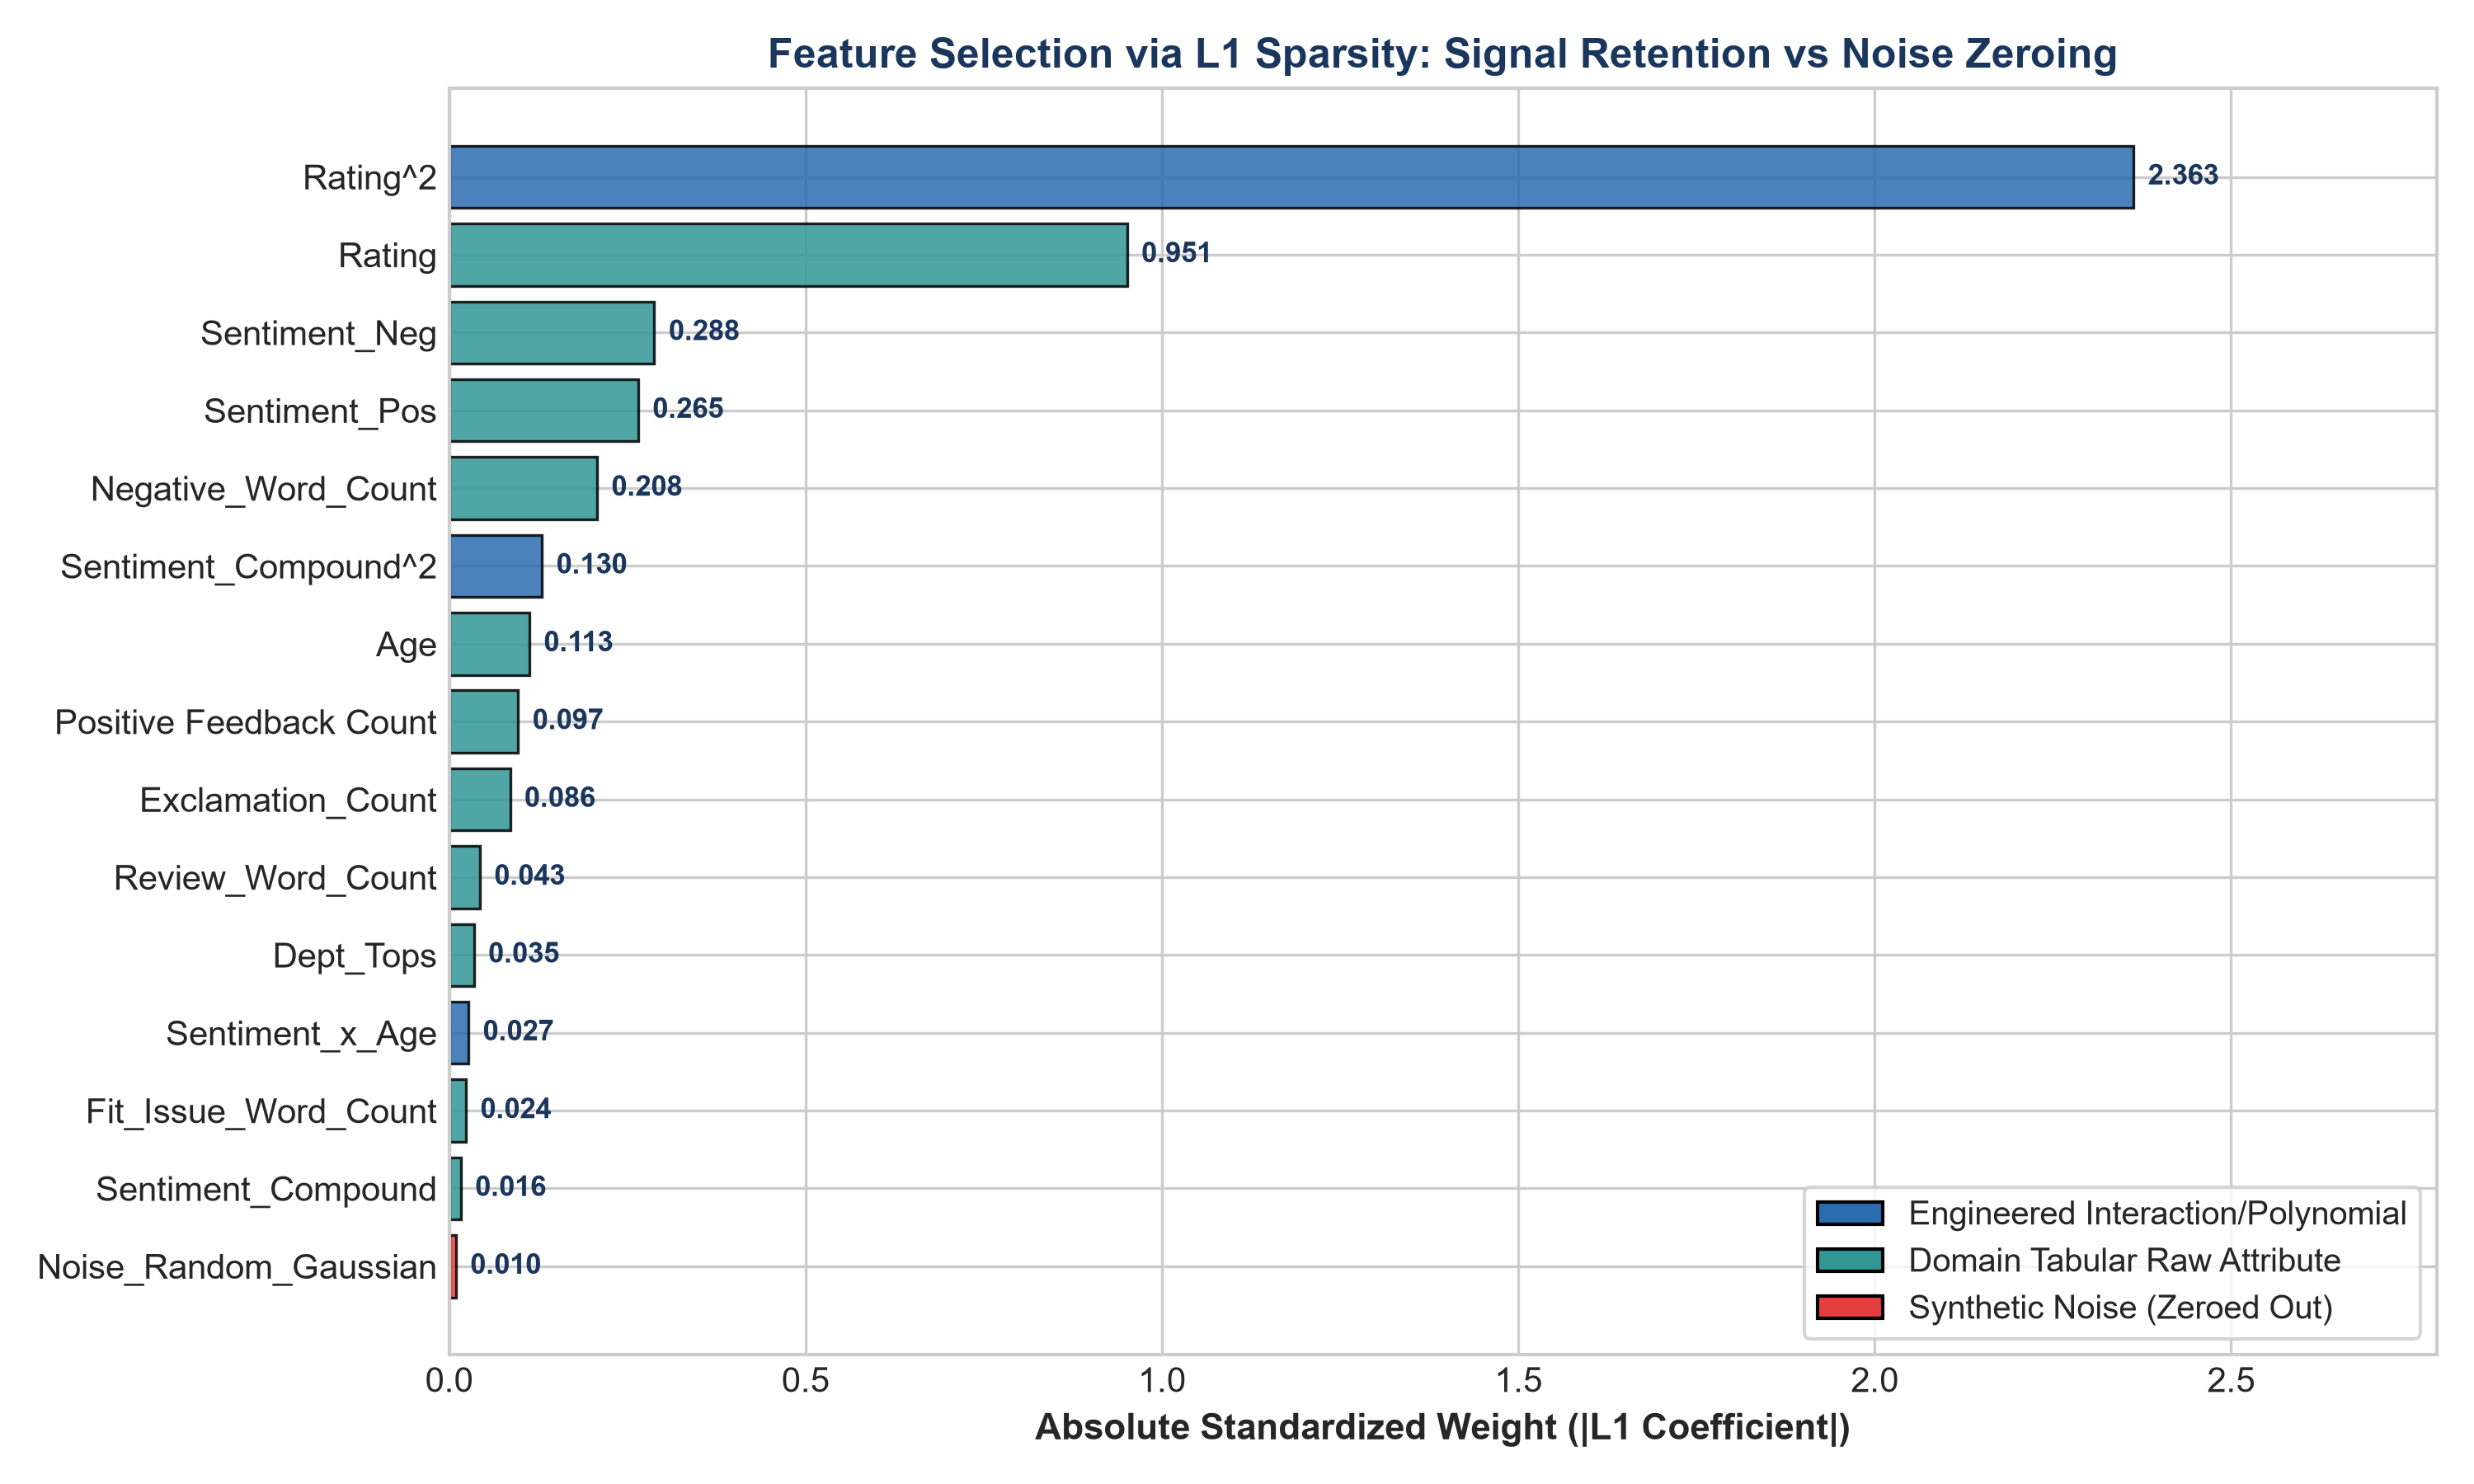 Feature Selection via L1 Sparsity: Signal Retention vs Noise Zeroing
Rating^2 2.363
Rating 0.951
Sentiment_Neg 0.288
Sentiment_Pos 0.265
Negative_Word_Count 0.208
Sentiment_Compound^2 0.130
Age 0.113
Positive Feedback Count 0.097
Exclamation_Count 0.086
Review_Word_Count 0.043
Dept_Tops 0.035
Sentiment_x_Age 0.027
Fit_Issue_Word_Count 0.024
Sentiment_Compound 0.016
Noise_Random_Gaussian 0.010
Engineered Interaction/Polynomial
Domain Tabular Raw Attribute
Synthetic Noise (Zeroed Out)
0.0 0.5 1.0 1.5 2.0 2.5
Absolute Standardized Weight (|L1 Coefficient|)